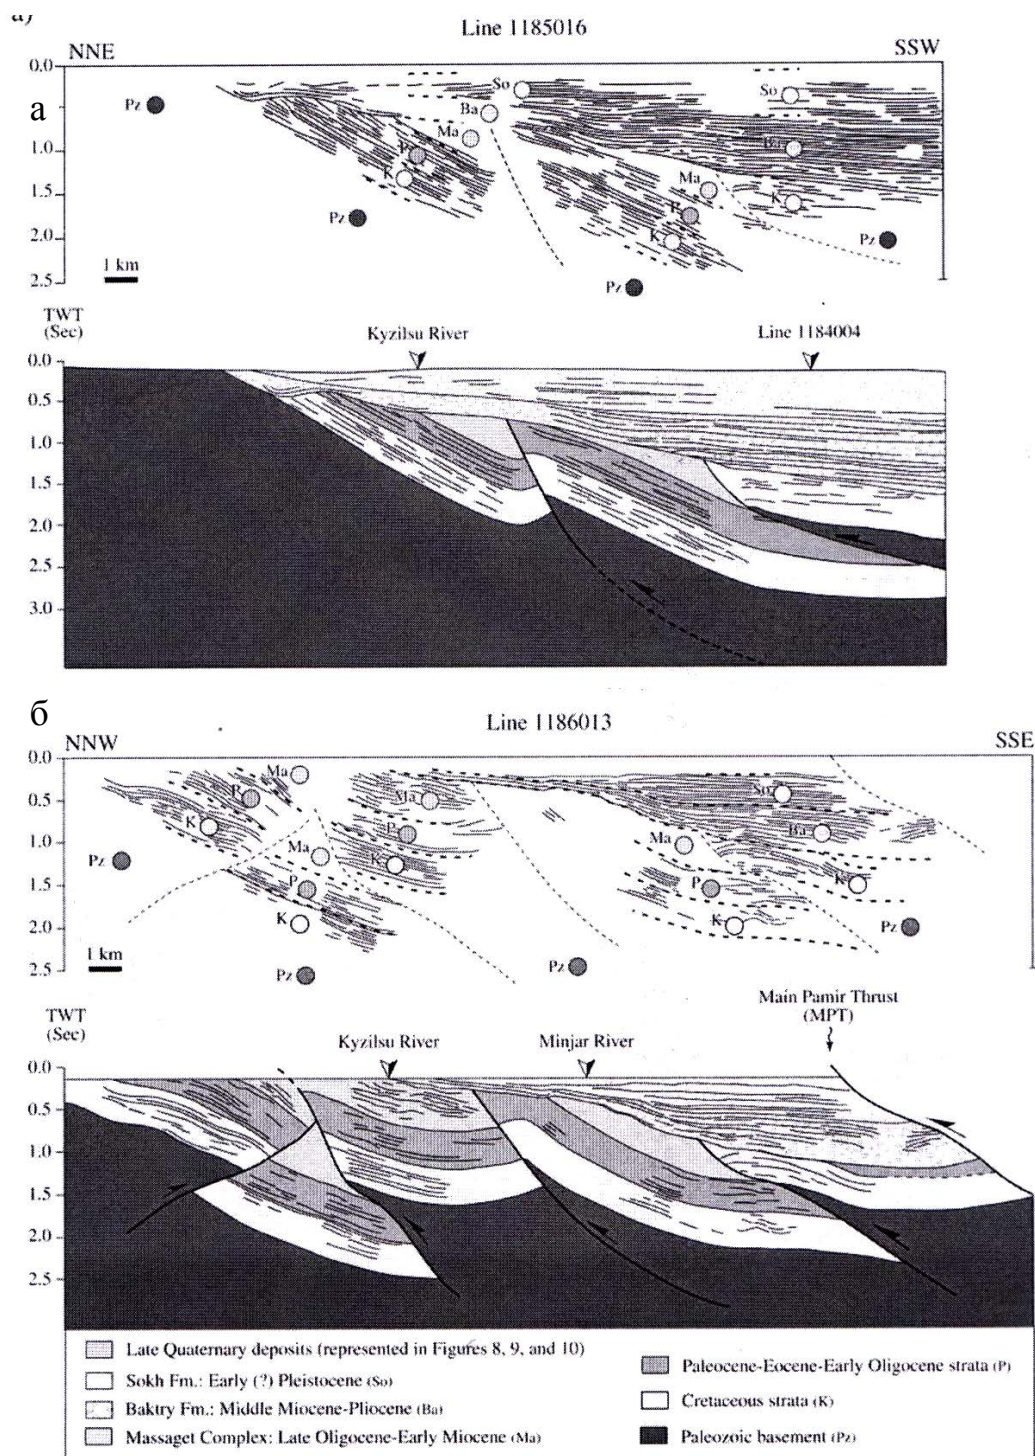 а)
Line 1185016
NNE SSW
а
0.0
1.0
1.5
2.0
2.5
Pz
So
Ba
Ma
P
K
Pz
So
Ba
Ma
P
K
K
Pz
Pz
1 km
TWT
(Sec)
Kyzilsu River
Line 1184004
0.0
0.5
1.0
1.5
2.0
2.5
3.0
б
Line 1186013
NNW SSE
0.0
0.5
1.0
1.5
2.0
2.5
Ma
P
K
Pz
Ma
P
K
Ma
P
K
Pz
Pz
So
Ba
Ma
P
K
K
Pz
1 km
TWT
(Sec)
Kyzilsu River
Minjar River
Main Pamir Thrust
(MPT)
0.0
0.5
1.0
1.5
2.0
2.5
Late Quaternary deposits (represented in Figures 8, 9, and 10)
Sokh Fm.: Early (?) Pleistocene (So)
Baktry Fm.: Middle Miocene-Pliocene (Ba)
Massaget Complex: Late Oligocene-Early Miocene (Ma)
Paleocene-Eocene-Early Oligocene strata (P)
Cretaceous strata (K)
Paleozoic basement (Pz)